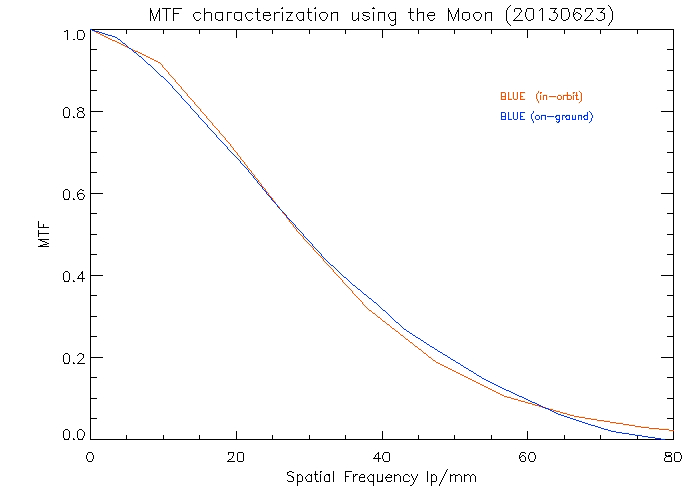 MTF characterization using the Moon (20130623)
1.0
0.8
0.6
0.4
0.2
0.0
MTF
BLUE (in-orbit)
BLUE (on-ground)
0 20 40 60 80
Spatial Frequency lp/mm